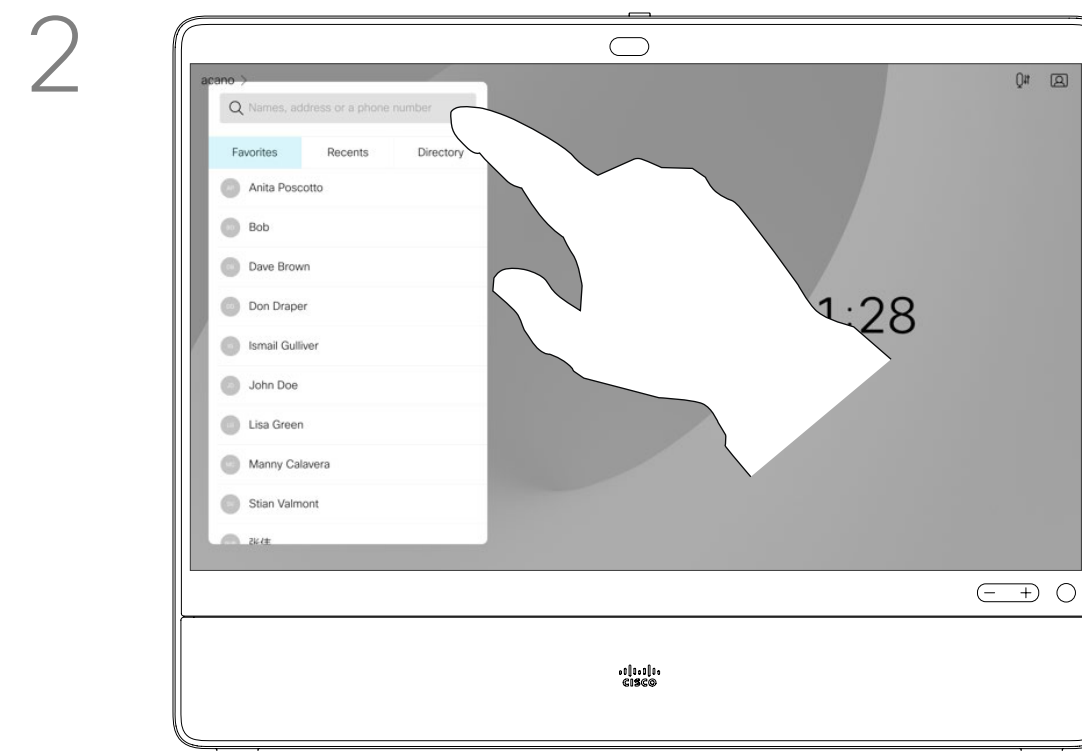 2
acano >
Names, address or a phone number
Favorites Recents Directory
Anita Poscotto
Bob
Dave Brown
Don Draper
Ismail Gulliver
John Doe
Lisa Green
Manny Calavera
Stian Valmont
1:28
CISCO